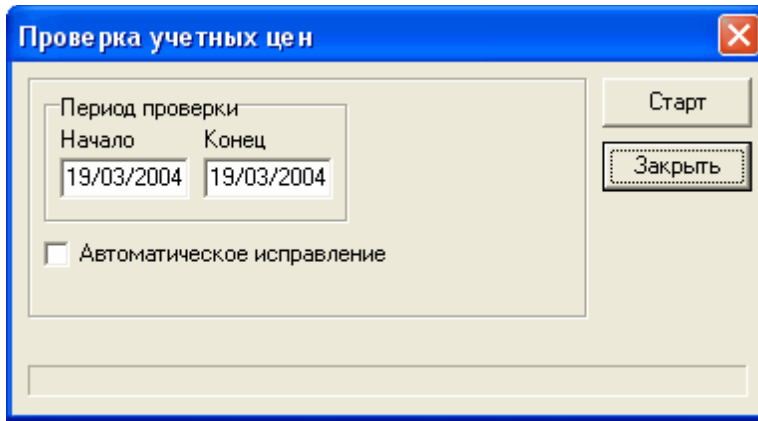 Проверка учетных цен
Период проверки
Начало Конец
19/03/2004 19/03/2004
Автоматическое исправление
Старт
Закрыть